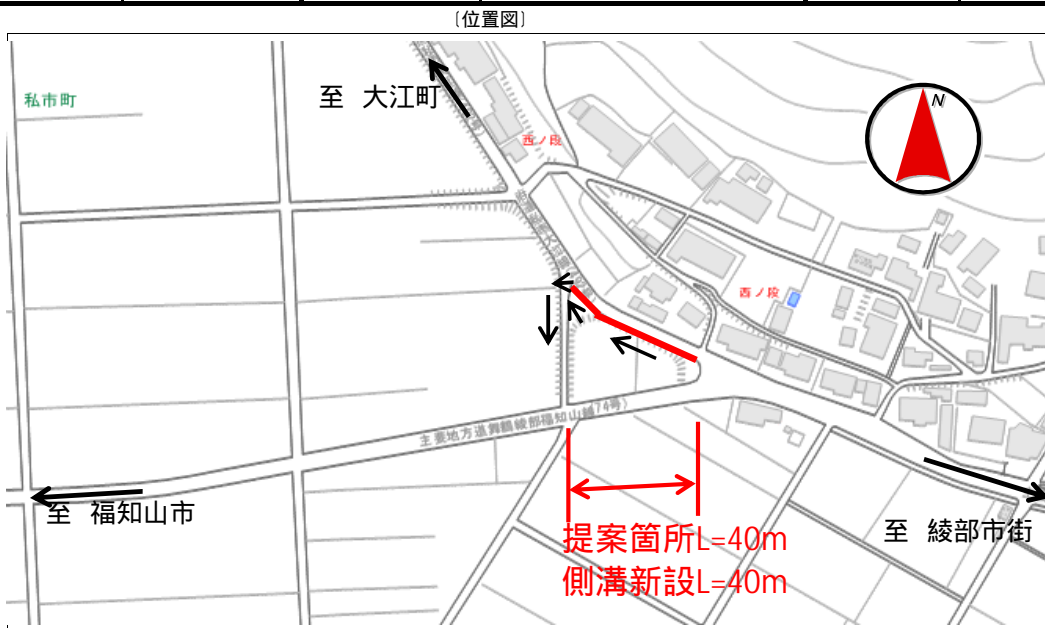 ［位置図］
私市町
至 大江町
N
西ノ段
西ノ段
主要地方道舞鶴綾部福知山線(74号)
至 福知山市
提案箇所L=40m
側溝新設L=40m
至 綾部市街